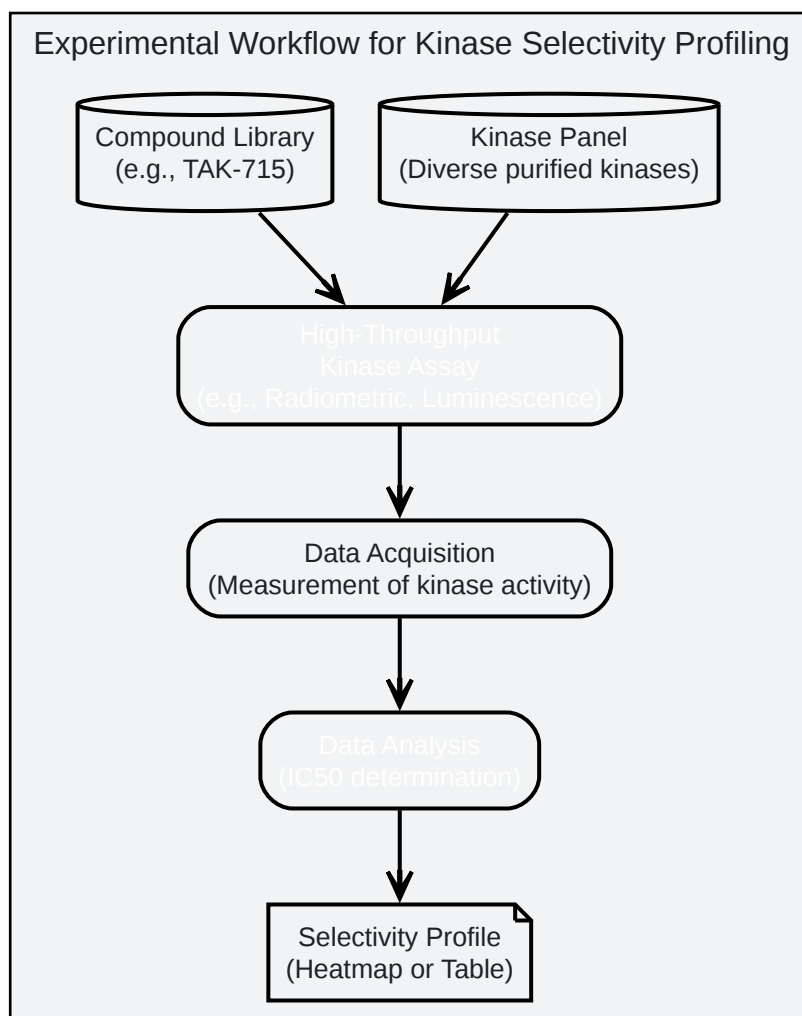 Experimental Workflow for Kinase Selectivity Profiling
Compound Library
(e.g., TAK-715)
Kinase Panel
(Diverse purified kinases)
High-Throughput
Kinase Assay
(e.g., Radiometric, Luminescence)
Data Acquisition
(Measurement of kinase activity)
Data Analysis
(IC50 determination)
Selectivity Profile
(Heatmap or Table)